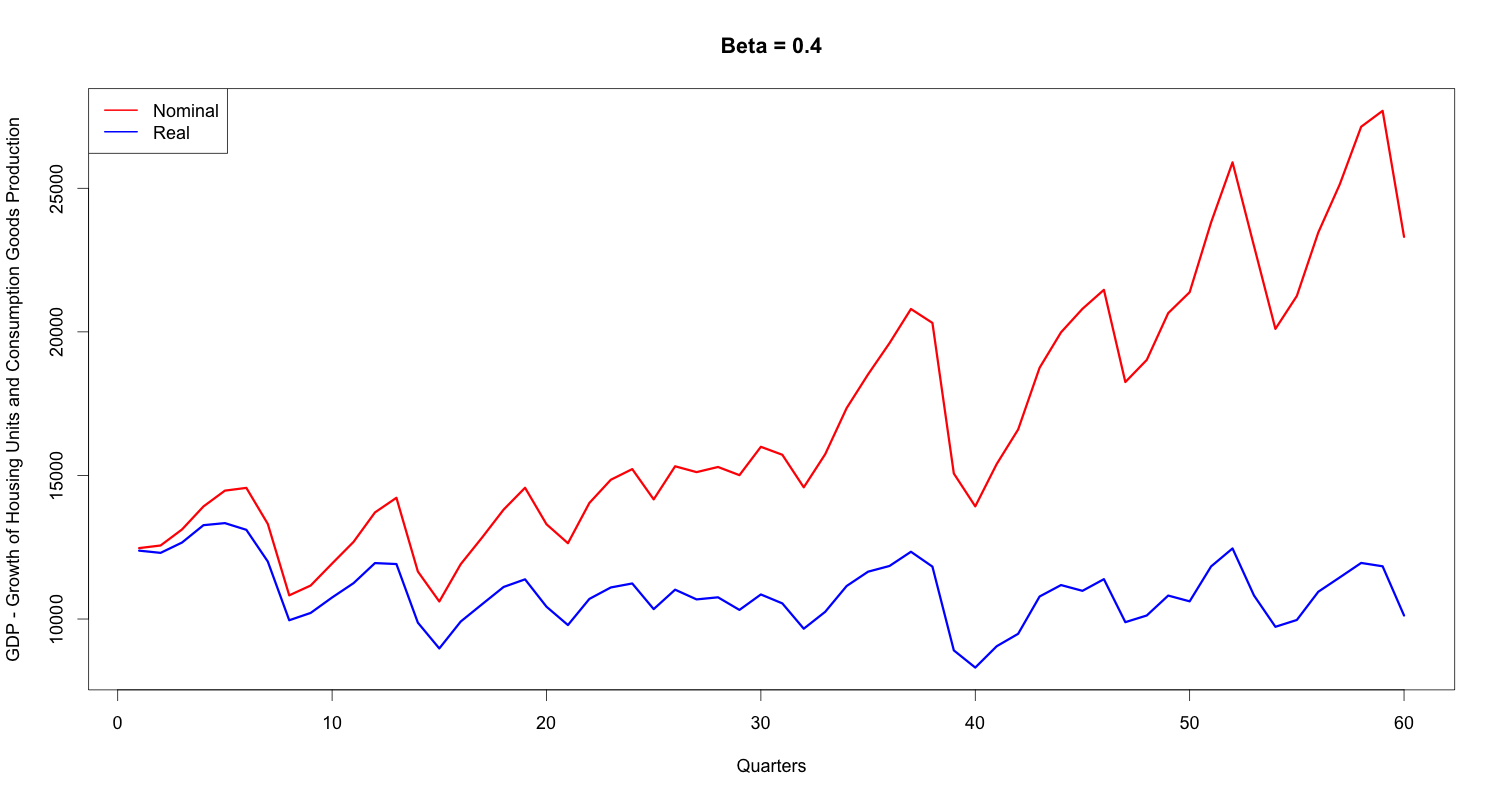 Beta = 0.4
Nominal
Real
GDP - Growth of Housing Units and Consumption Goods Production
25000
20000
15000
10000
0 10 20 30 40 50 60
Quarters